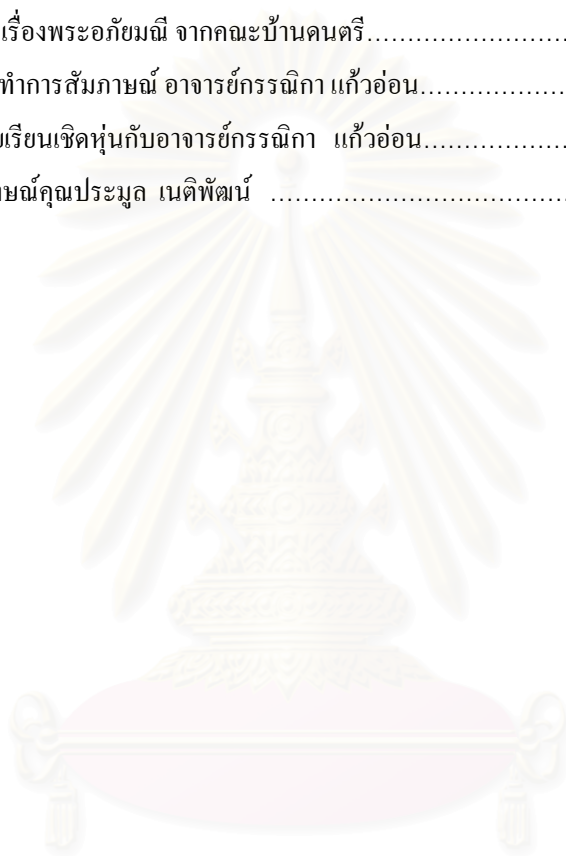 เรื่องพระอภัยมณี จากคณะบ้านดนตรี............................
ทำการสัมภาษณ์ อาจารย์กรรณิกา แก้วอ่อน......................
เรียนเชิดหุ่นกับอาจารย์กรรณิกา แก้วอ่อน......................
คุณประมูล เนติพัฒน์ ........................................